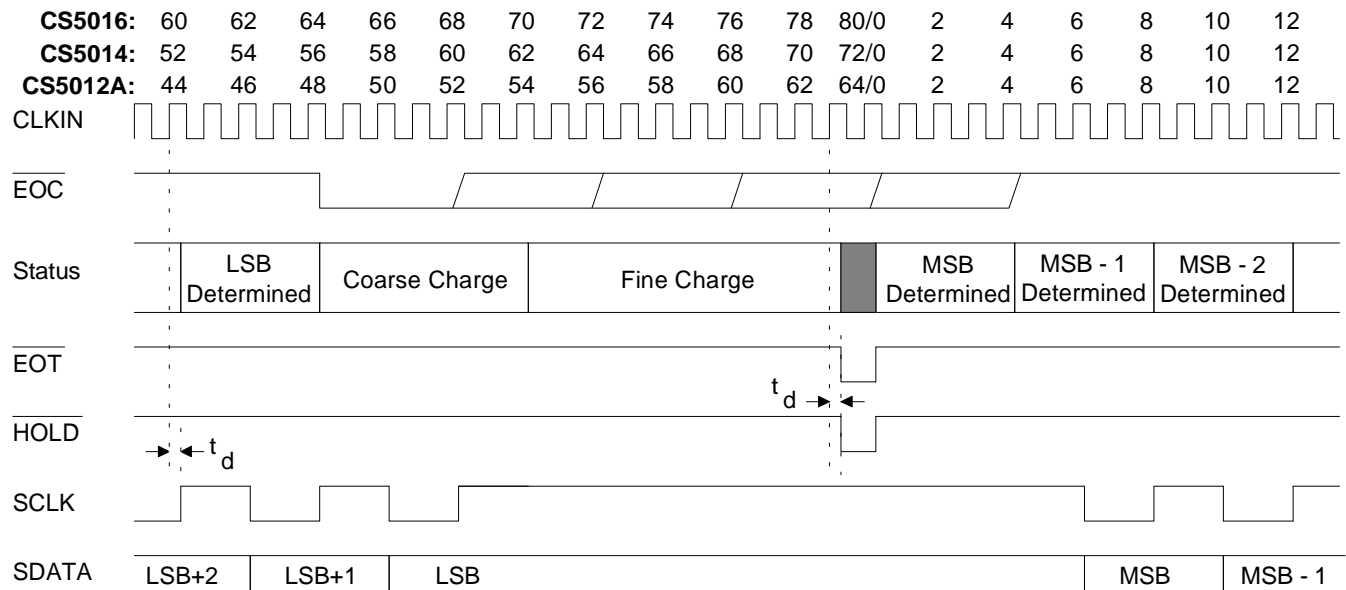 CS5016: 60 62 64 66 68 70 72 74 76 78 80/0 2 4 6 8 10 12
CS5014: 52 54 56 58 60 62 64 66 68 70 72/0 2 4 6 8 10 12
CS5012A: 44 46 48 50 52 54 56 58 60 62 64/0 2 4 6 8 10 12
CLKIN
EOC
Status
LSB
Determined
Coarse Charge
Fine Charge
MSB
Determined
MSB - 1
Determined
MSB - 2
Determined
EOT
td
HOLD
td
SCLK
SDATA LSB+2 LSB+1 LSB MSB MSB - 1